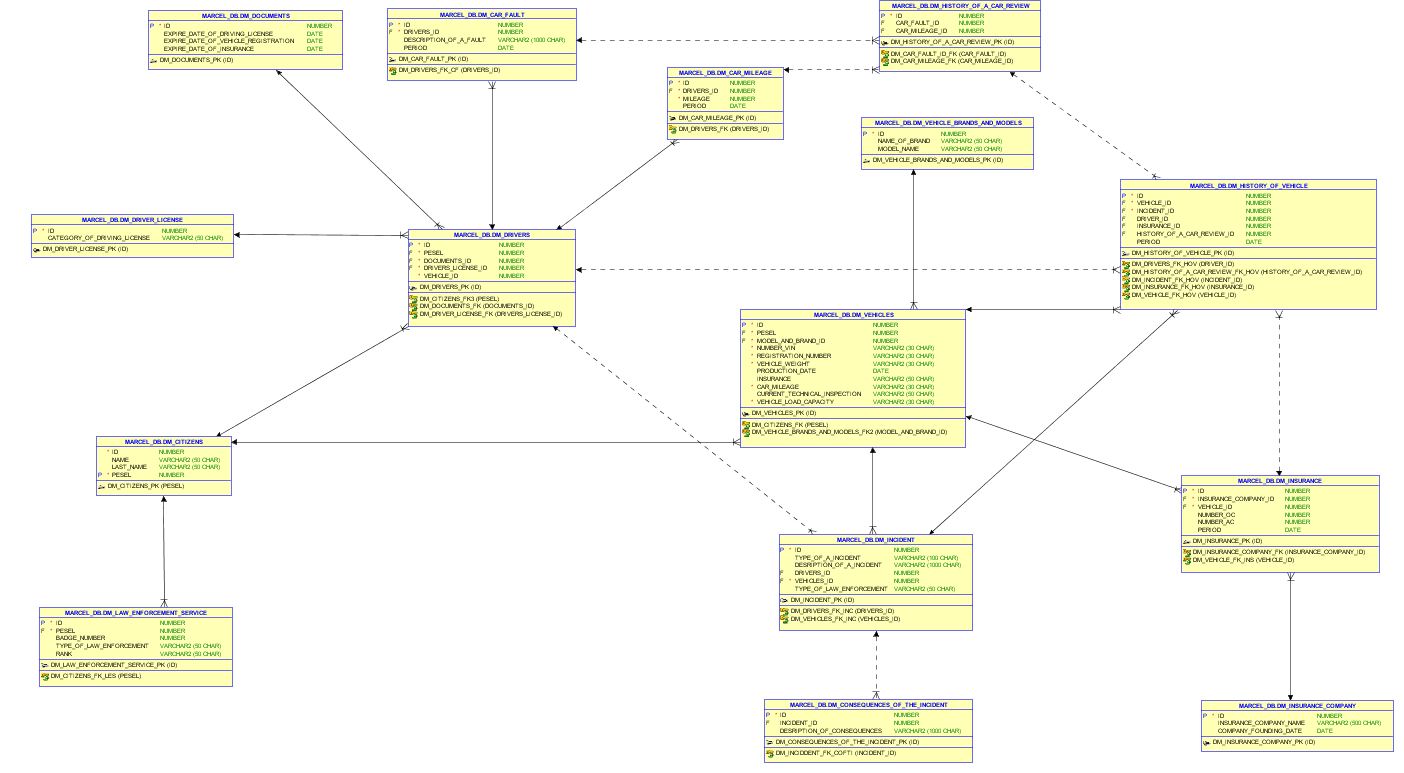 MARCEL_DB.DM_DOCUMENTS
P * ID NUMBER
EXPIRE_DATE_OF_DRIVING_LICENSE DATE
EXPIRE_DATE_OF_VEHICLE_REGISTRATION DATE
EXPIRE_DATE_OF_INSURANCE DATE
DM_DOCUMENTS_PK (ID)
MARCEL_DB.DM_CAR_FAULT
P * ID NUMBER
F * DRIVERS_ID NUMBER
DESCRIPTION_OF_A_FAULT VARCHAR2 (1000 CHAR)
PERIOD DATE
DM_CAR_FAULT_PK (ID)
DM_DRIVERS_FK_CF (DRIVERS_ID)
MARCEL_DB.DM_HISTORY_OF_A_CAR_REVIEW
P * ID NUMBER
F CAR_FAULT_ID NUMBER
F CAR_MILEAGE_ID NUMBER
DM_HISTORY_OF_A_CAR_REVIEW_PK (ID)
DM_CAR_FAULT_ID_FK (CAR_FAULT_ID)
DM_CAR_MILEAGE_FK (CAR_MILEAGE_ID)
MARCEL_DB.DM_CAR_MILEAGE
P * ID NUMBER
F * DRIVERS_ID NUMBER
* MILEAGE NUMBER
PERIOD DATE
DM_CAR_MILEAGE_PK (ID)
DM_DRIVERS_FK (DRIVERS_ID)
MARCEL_DB.DM_VEHICLE_BRANDS_AND_MODELS
P * ID NUMBER
NAME_OF_BRAND VARCHAR2 (50 CHAR)
MODEL_NAME VARCHAR2 (50 CHAR)
DM_VEHICLE_BRANDS_AND_MODELS_PK (ID)
MARCEL_DB.DM_HISTORY_OF_VEHICLE
P * ID NUMBER
F * VEHICLE_ID NUMBER
F * INCIDENT_ID NUMBER
F DRIVER_ID NUMBER
F INSURANCE_ID NUMBER
F HISTORY_OF_A_CAR_REVIEW_ID NUMBER
PERIOD DATE
DM_HISTORY_OF_VEHICLE_PK (ID)
DM_DRIVERS_FK_HOV (DRIVER_ID)
DM_HISTORY_OF_A_CAR_REVIEW_FK_HOV (HISTORY_OF_A_CAR_REVIEW_ID)
DM_INCIDENT_FK_HOV (INCIDENT_ID)
DM_INSURANCE_FK_HOV (INSURANCE_ID)
DM_VEHICLE_FK_HOV (VEHICLE_ID)
MARCEL_DB.DM_DRIVER_LICENSE
P * ID NUMBER
CATEGORY_OF_DRIVING_LICENSE VARCHAR2 (50 CHAR)
DM_DRIVER_LICENSE_PK (ID)
MARCEL_DB.DM_DRIVERS
P * ID NUMBER
F * PESEL NUMBER
F * DOCUMENTS_ID NUMBER
F * DRIVERS_LICENSE_ID NUMBER
* VEHICLE_ID NUMBER
DM_DRIVERS_PK (ID)
DM_CITIZENS_FK3 (PESEL)
DM_DOCUMENTS_FK (DOCUMENTS_ID)
DM_DRIVER_LICENSE_FK (DRIVERS_LICENSE_ID)
MARCEL_DB.DM_VEHICLES
P * ID NUMBER
F * PESEL NUMBER
F * MODEL_AND_BRAND_ID NUMBER
* NUMBER_VIN VARCHAR2 (30 CHAR)
* REGISTRATION_NUMBER VARCHAR2 (30 CHAR)
* VEHICLE_WEIGHT VARCHAR2 (30 CHAR)
PRODUCTION_DATE DATE
INSURANCE VARCHAR2 (50 CHAR)
* CAR_MILEAGE VARCHAR2 (30 CHAR)
CURRENT_TECHNICAL_INSPECTION VARCHAR2 (50 CHAR)
* VEHICLE_LOAD_CAPACITY VARCHAR2 (30 CHAR)
DM_VEHICLES_PK (ID)
DM_CITIZENS_FK (PESEL)
DM_VEHICLE_BRANDS_AND_MODELS_FK2 (MODEL_AND_BRAND_ID)
MARCEL_DB.DM_CITIZENS
* ID NUMBER
NAME VARCHAR2 (50 CHAR)
LAST_NAME VARCHAR2 (50 CHAR)
P * PESEL NUMBER
DM_CITIZENS_PK (PESEL)
MARCEL_DB.DM_INSURANCE
P * ID NUMBER
F * INSURANCE_COMPANY_ID NUMBER
F * VEHICLE_ID NUMBER
NUMBER_OC NUMBER
NUMBER_AC NUMBER
PERIOD DATE
DM_INSURANCE_PK (ID)
DM_INSURANCE_COMPANY_FK (INSURANCE_COMPANY_ID)
DM_VEHICLE_FK_INS (VEHICLE_ID)
MARCEL_DB.DM_INCIDENT
P * ID NUMBER
TYPE_OF_A_INCIDENT VARCHAR2 (100 CHAR)
DESRIPTION_OF_A_INCIDENT VARCHAR2 (1000 CHAR)
F DRIVERS_ID NUMBER
F * VEHICLES_ID NUMBER
TYPE_OF_LAW_ENFORCEMENT VARCHAR2 (50 CHAR)
DM_INCIDENT_PK (ID)
DM_DRIVERS_FK_INC (DRIVERS_ID)
DM_VEHICLES_FK_INC (VEHICLES_ID)
MARCEL_DB.DM_LAW_ENFORCEMENT_SERVICE
P * ID NUMBER
F * PESEL NUMBER
BADGE_NUMBER NUMBER
TYPE_OF_LAW_ENFORCEMENT VARCHAR2 (50 CHAR)
RANK VARCHAR2 (50 CHAR)
DM_LAW_ENFORCEMENT_SERVICE_PK (ID)
DM_CITIZENS_FK_LES (PESEL)
MARCEL_DB.DM_CONSEQUENCES_OF_THE_INCIDENT
P * ID NUMBER
F INCIDENT_ID NUMBER
DESRIPTION_OF_CONSEQUENCES VARCHAR2 (1000 CHAR)
DM_CONSEQUENCES_OF_THE_INCIDENT_PK (ID)
DM_INCIDDENT_FK_COFTI (INCIDENT_ID)
MARCEL_DB.DM_INSURANCE_COMPANY
P * ID NUMBER
INSURANCE_COMPANY_NAME VARCHAR2 (500 CHAR)
COMPANY_FOUNDING_DATE DATE
DM_INSURANCE_COMPANY_PK (ID)